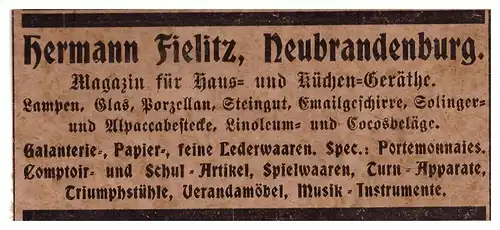 Hermann Fielitz, Neubrandenburg.
Magazin für Haus- und Küchen-Geräthe.
Lampen, Glas, Porzellan, Steingut, Emailgeschirre, Solinger-
und Alpaccabestecke, Linoleum- und Cocosbeläge.
Galanterie-, Papier-, feine Lederwaaren. Spec.: Portemonnaies.
Comptoir- und Schul-Artikel, Spielwaaren, Turn-Apparate,
Triumphstühle, Verandamöbel, Musik-Instrumente.